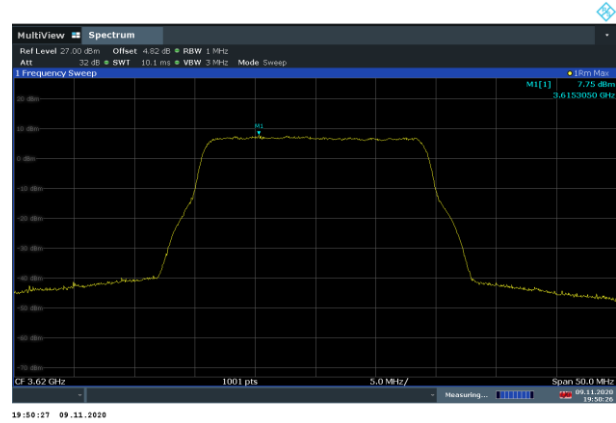 MultiView Spectrum
Ref Level 27.00 dBm Offset 4.82 dB RBW 1 MHz
Att 32 dB SWT 10.1 ms VBW 3 MHz Mode Sweep
1 Frequency Sweep 1Rm Max
M1[1] 7.75 dBm
3.6153050 GHz
20 dBm
10 dBm
M1
0 dBm
-10 dBm
-20 dBm
-30 dBm
-40 dBm
-50 dBm
-60 dBm
-70 dBm
CF 3.62 GHz 1001 pts 5.0 MHz/ Span 50.0 MHz
Measuring... 09.11.2020
19:50:26
19:50:27 09.11.2020